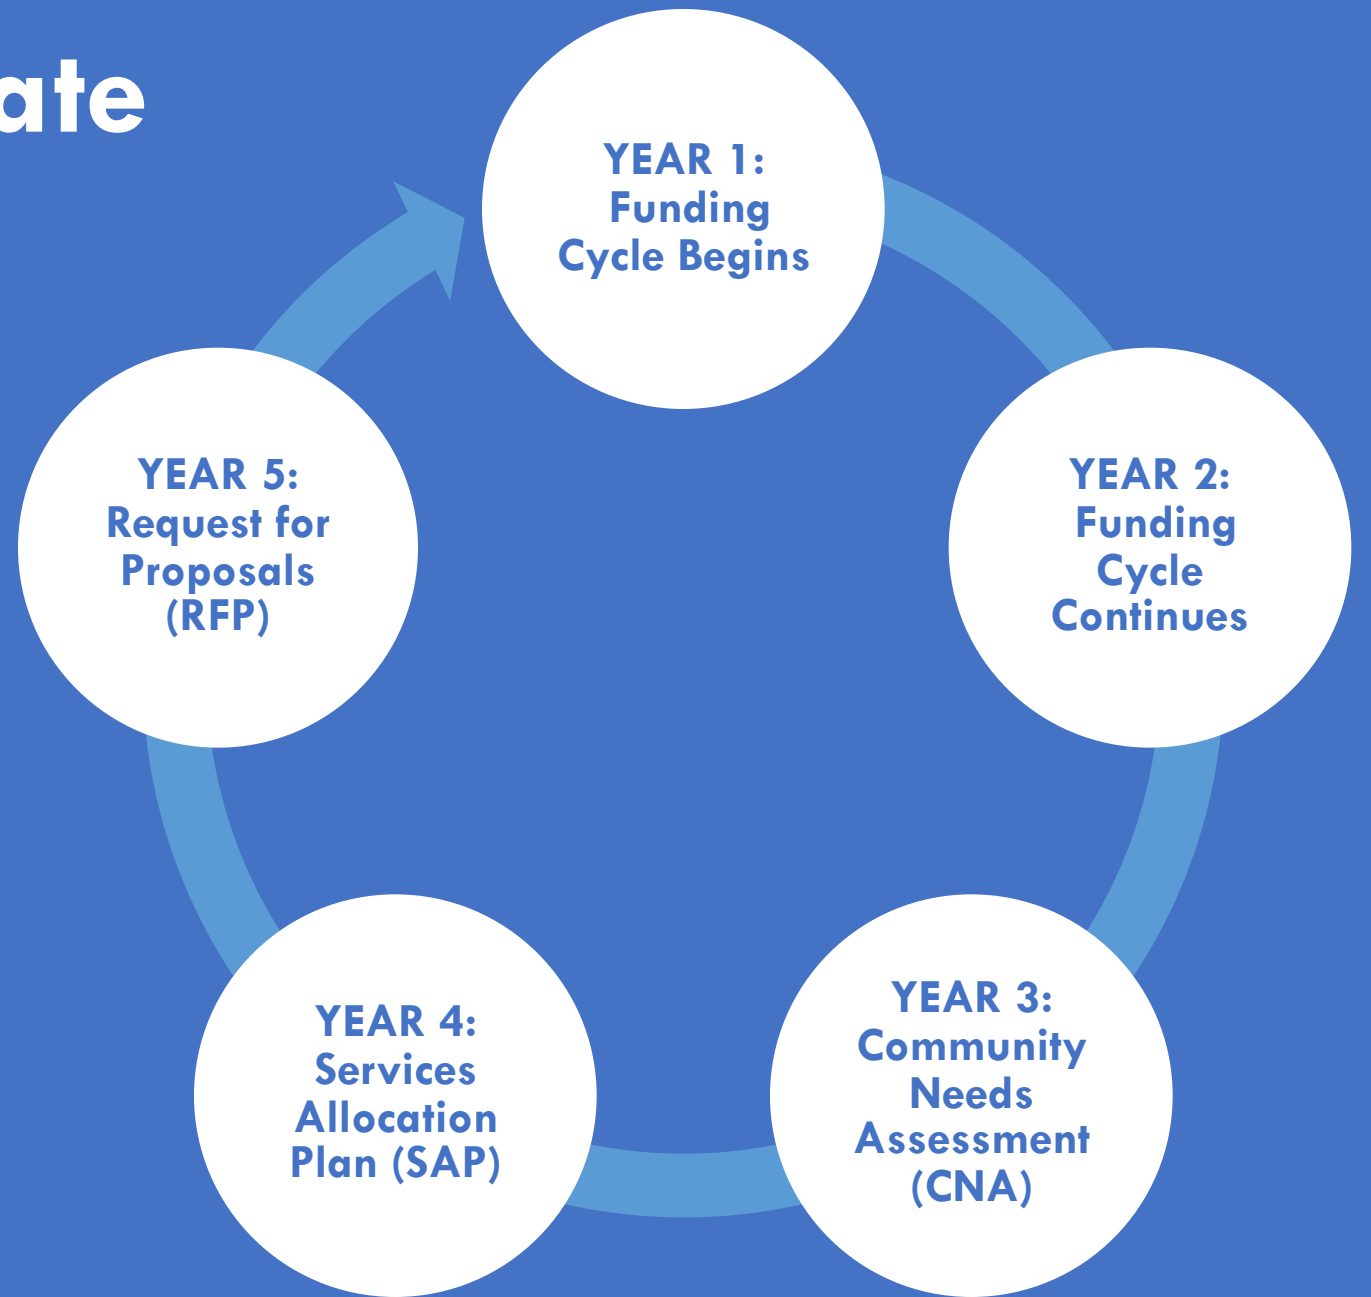 ate
YEAR 1:
Funding
Cycle Begins
YEAR 2:
Funding
Cycle
Continues
YEAR 3:
Community
Needs
Assessment
(CNA)
YEAR 4:
Services
Allocation
Plan (SAP)
YEAR 5:
Request for
Proposals
(RFP)